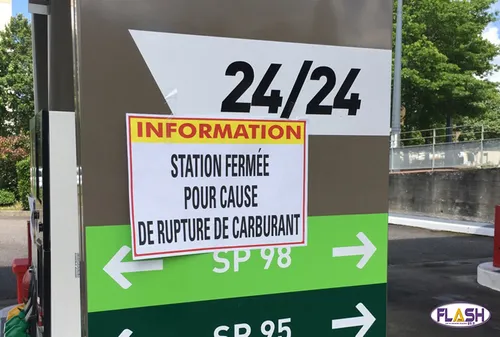 24/24
INFORMATION
STATION FERMÉE
POUR CAUSE
DE RUPTURE DE CARBURANT
SP 98
SP 95
FLASH